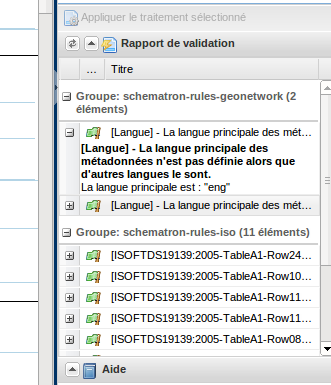 Appliquer le traitement sélectionné
Rapport de validation
... Titre
Groupe: schematron-rules-geonetwork (2
éléments)
[Langue] - La langue principale des mét...
[Langue] - La langue principale des
métadonnées n'est pas définie alors que
d'autres langues le sont.
La langue principale est : "eng"
[Langue] - La langue principale des mét...
Groupe: schematron-rules-iso (11 éléments)
[ISOFTDS19139:2005-TableA1-Row24...
[ISOFTDS19139:2005-TableA1-Row10...
[ISOFTDS19139:2005-TableA1-Row11...
[ISOFTDS19139:2005-TableA1-Row11...
[ISOFTDS19139:2005-TableA1-Row08...
Aide